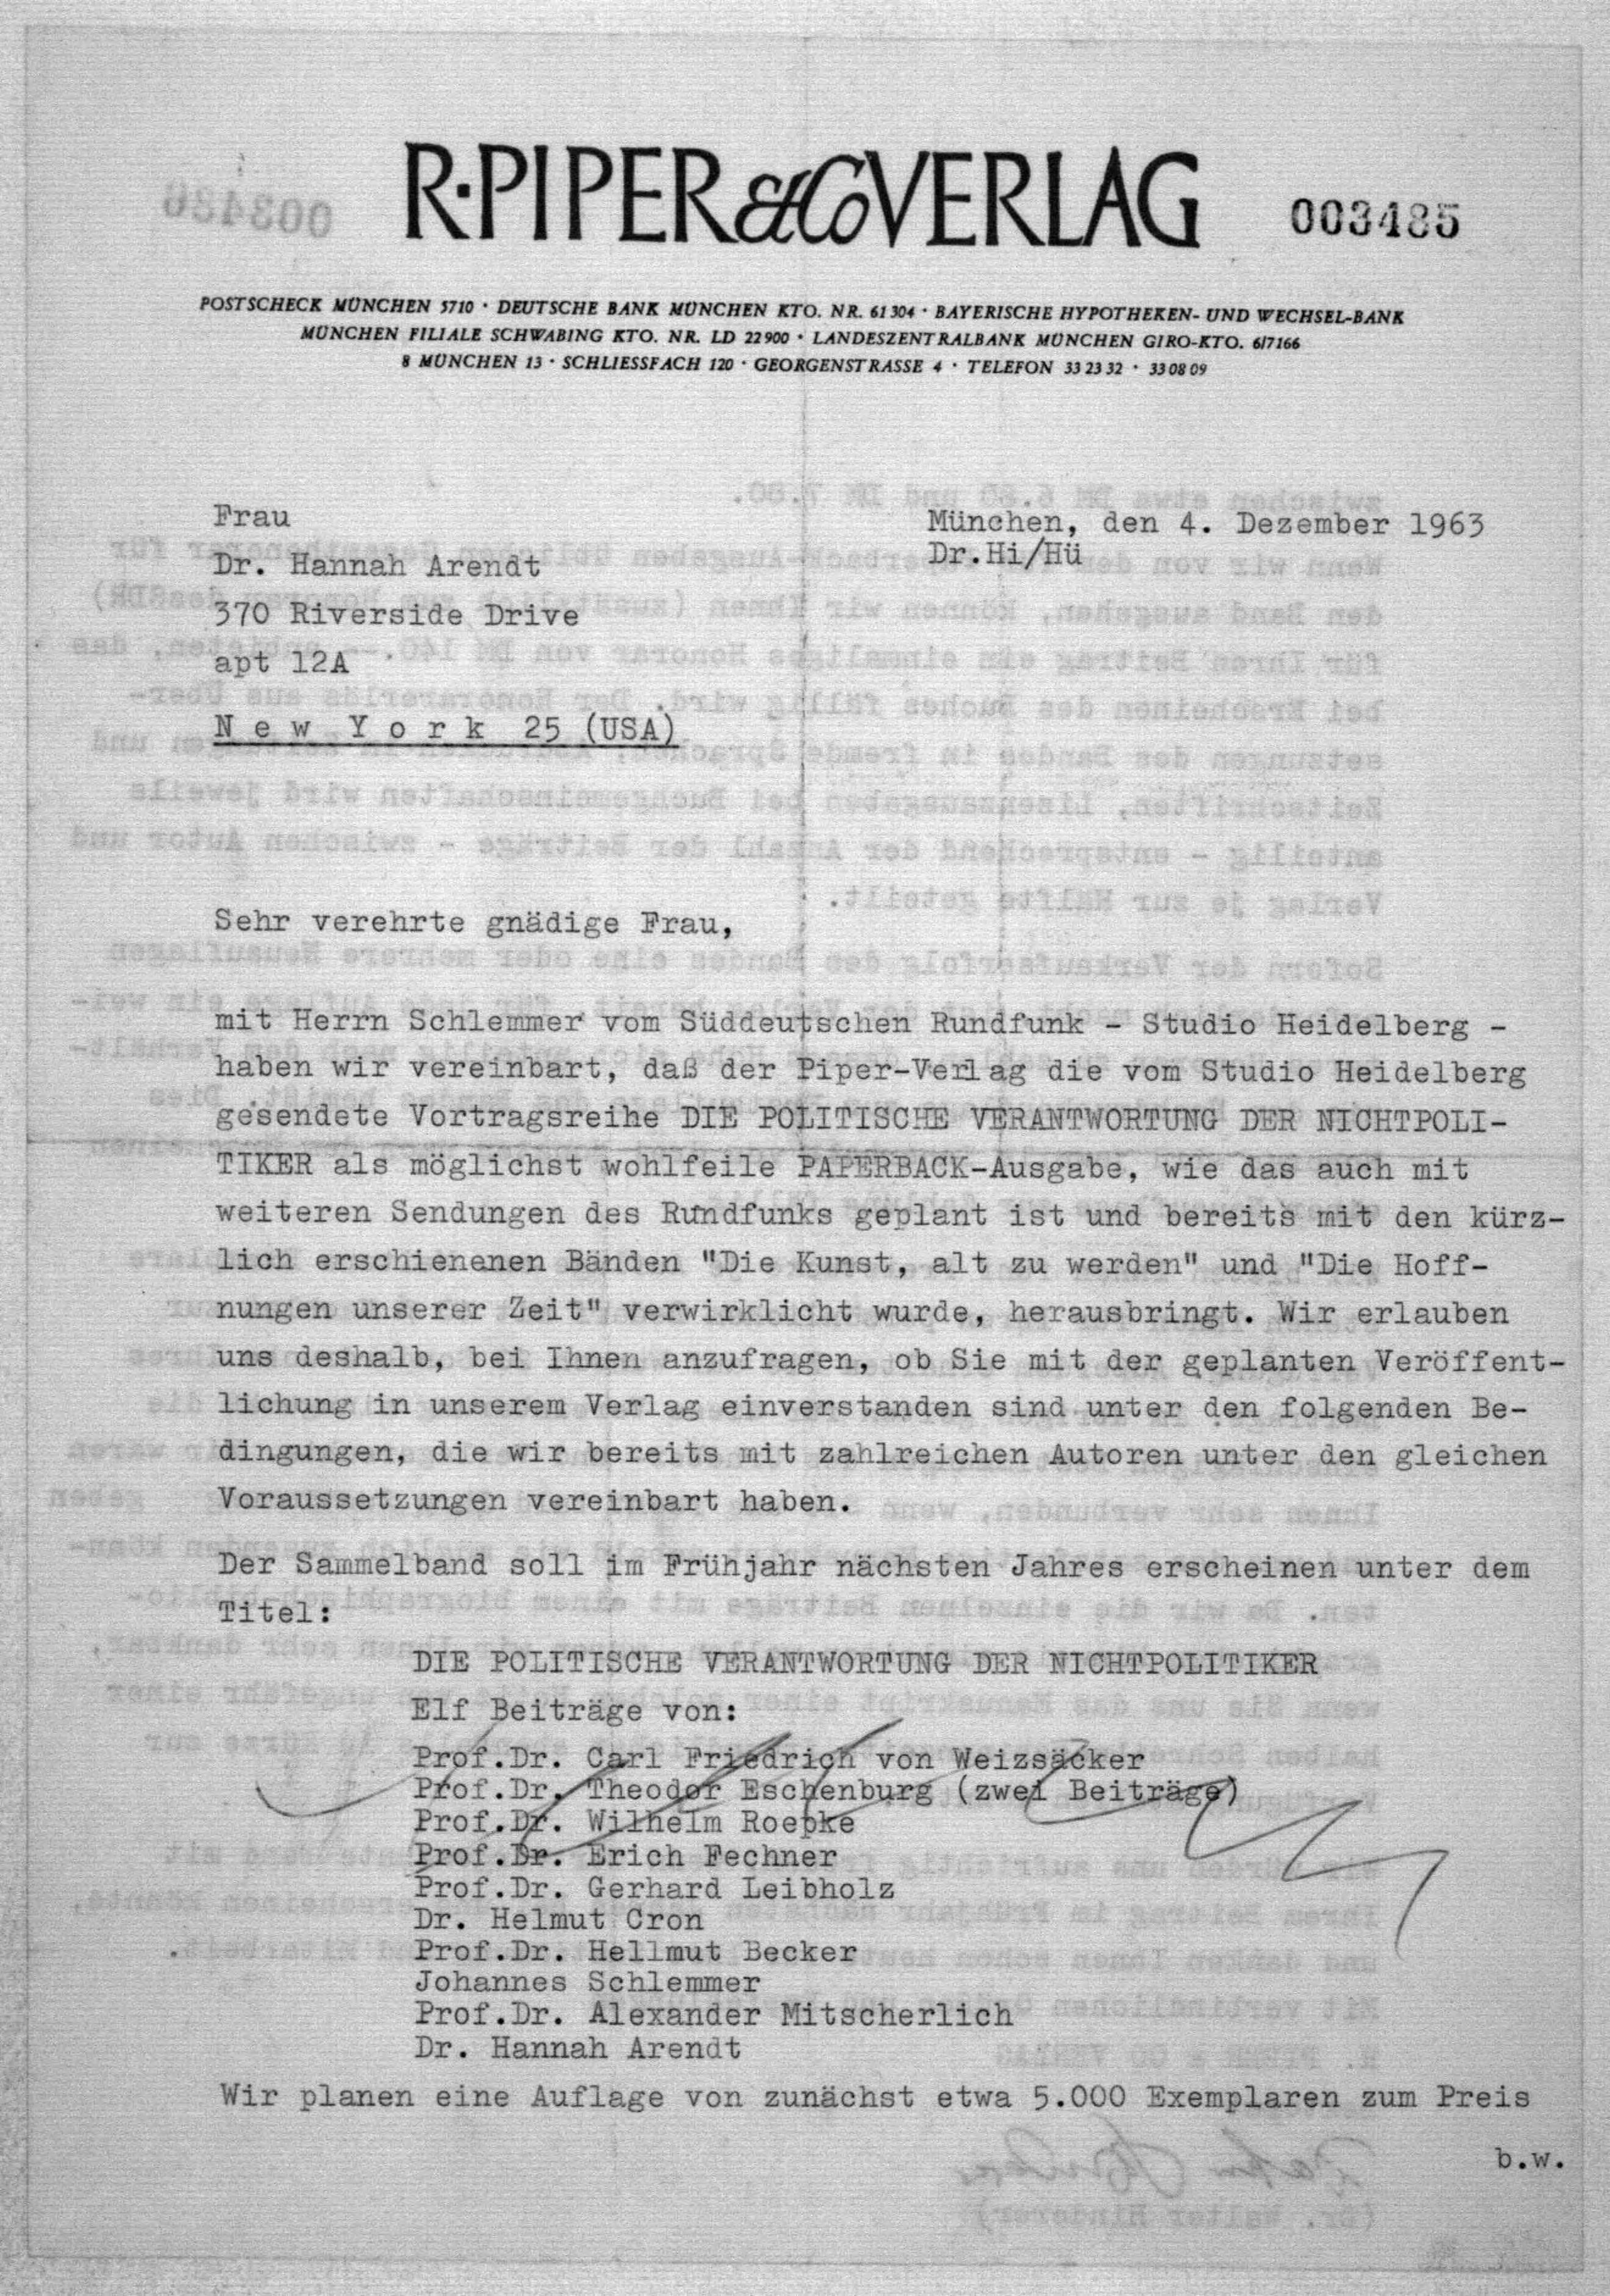 R·PIPER & Co VERLAG
003485
POSTSCHECK MÜNCHEN 5710 · DEUTSCHE BANK MÜNCHEN KTO. NR. 61 304 · BAYERISCHE HYPOTHEKEN- UND WECHSEL-BANK
MÜNCHEN FILIALE SCHWABING KTO. NR. LD 22 900 · LANDESZENTRALBANK MÜNCHEN GIRO-KTO. 6/7166
8 MÜNCHEN 13 · SCHLIESSFACH 120 · GEORGENSTRASSE 4 · TELEFON 33 23 32 · 33 08 09
München, den 4. Dezember 1963
Dr.Hi/Hü
Frau
Dr. Hannah Arendt
370 Riverside Drive
apt 12A
N e w  Y o r k  25 (USA)
Sehr verehrte gnädige Frau,
mit Herrn Schlemmer vom Süddeutschen Rundfunk - Studio Heidelberg -
haben wir vereinbart, daß der Piper-Verlag die vom Studio Heidelberg
gesendete Vortragsreihe DIE POLITISCHE VERANTWORTUNG DER NICHTPOLI-
TIKER als möglichst wohlfeile PAPERBACK-Ausgabe, wie das auch mit
weiteren Sendungen des Rundfunks geplant ist und bereits mit den kürz-
lich erschienenen Bänden "Die Kunst, alt zu werden" und "Die Hoff-
nungen unserer Zeit" verwirklicht wurde, herausbringt. Wir erlauben
uns deshalb, bei Ihnen anzufragen, ob Sie mit der geplanten Veröffent-
lichung in unserem Verlag einverstanden sind unter den folgenden Be-
dingungen, die wir bereits mit zahlreichen Autoren unter den gleichen
Voraussetzungen vereinbart haben.
Der Sammelband soll im Frühjahr nächsten Jahres erscheinen unter dem
Titel:
DIE POLITISCHE VERANTWORTUNG DER NICHTPOLITIKER
Elf Beiträge von:
Prof.Dr. Carl Friedrich von Weizsäcker
Prof.Dr. Theodor Eschenburg (zwei Beiträge)
Prof.Dr. Wilhelm Roepke
Prof.Dr. Erich Fechner
Prof.Dr. Gerhard Leibholz
Dr. Helmut Cron
Prof.Dr. Hellmut Becker
Johannes Schlemmer
Prof.Dr. Alexander Mitscherlich
Dr. Hannah Arendt
Wir planen eine Auflage von zunächst etwa 5.000 Exemplaren zum Preis
b.w.